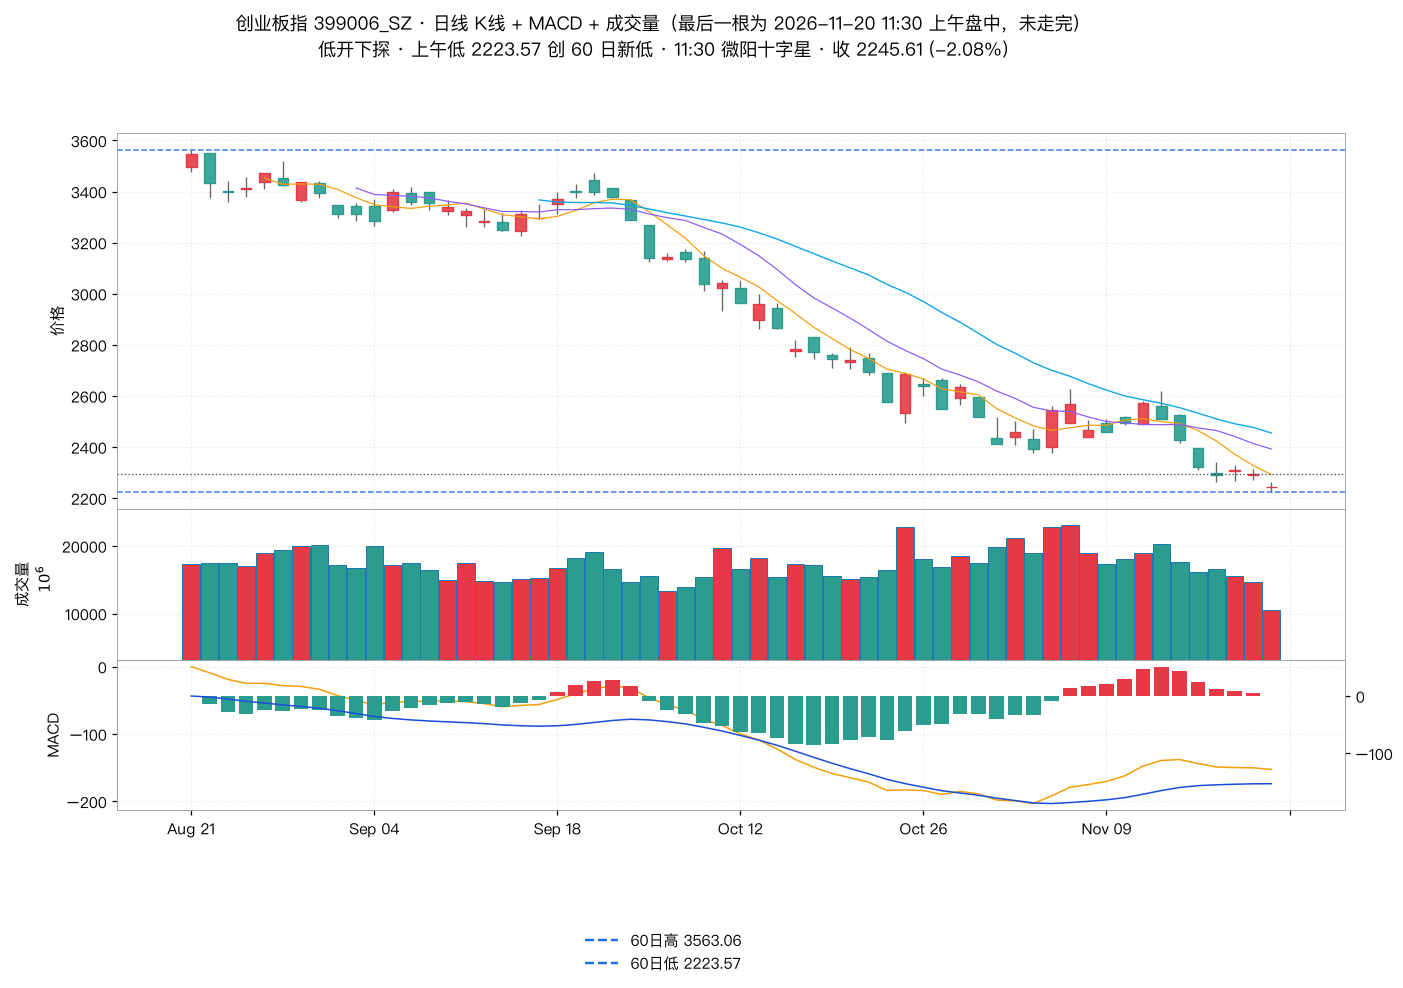 创业板指 399006_SZ · 日线 K线 + MACD + 成交量（最后一根为 2026−11−20 11:30 上午盘中，未走完）
低开下探 · 上午低 2223.57 创 60 日新低 · 11:30 微阳十字星 · 收 2245.61 (−2.08%)
3600
3400
3200
3000
2800
2600
2400
2200
价格
20000
10000
成交量
10⁶
0
−100
−200
MACD
0
−100
Aug 21
Sep 04
Sep 18
Oct 12
Oct 26
Nov 09
60日高 3563.06
60日低 2223.57